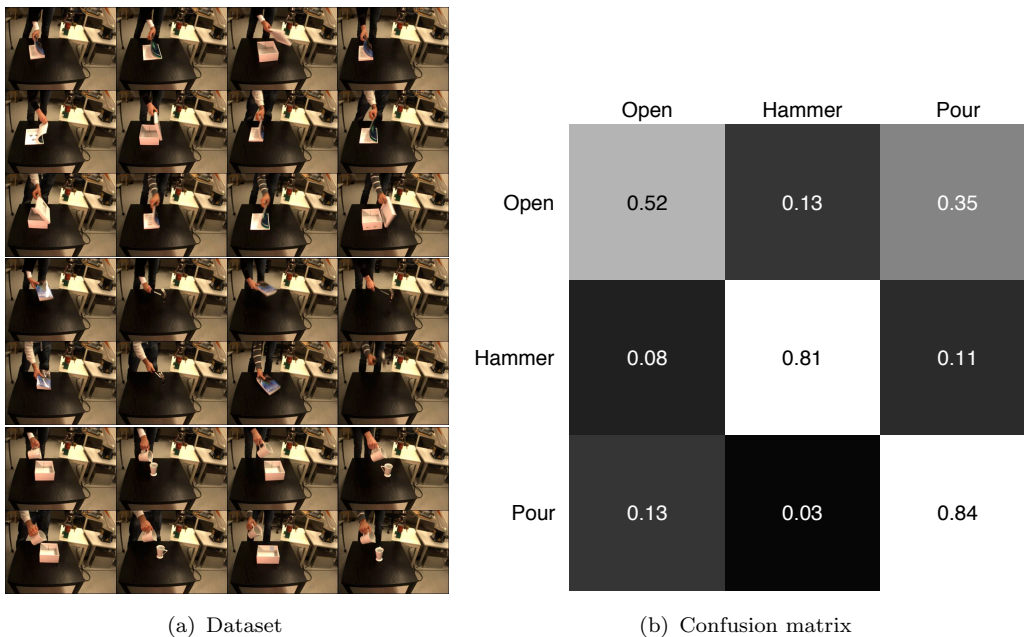 Open Hammer Pour
Open 0.52 0.13 0.35
Hammer 0.08 0.81 0.11
Pour 0.13 0.03 0.84
(a) Dataset
(b) Confusion matrix